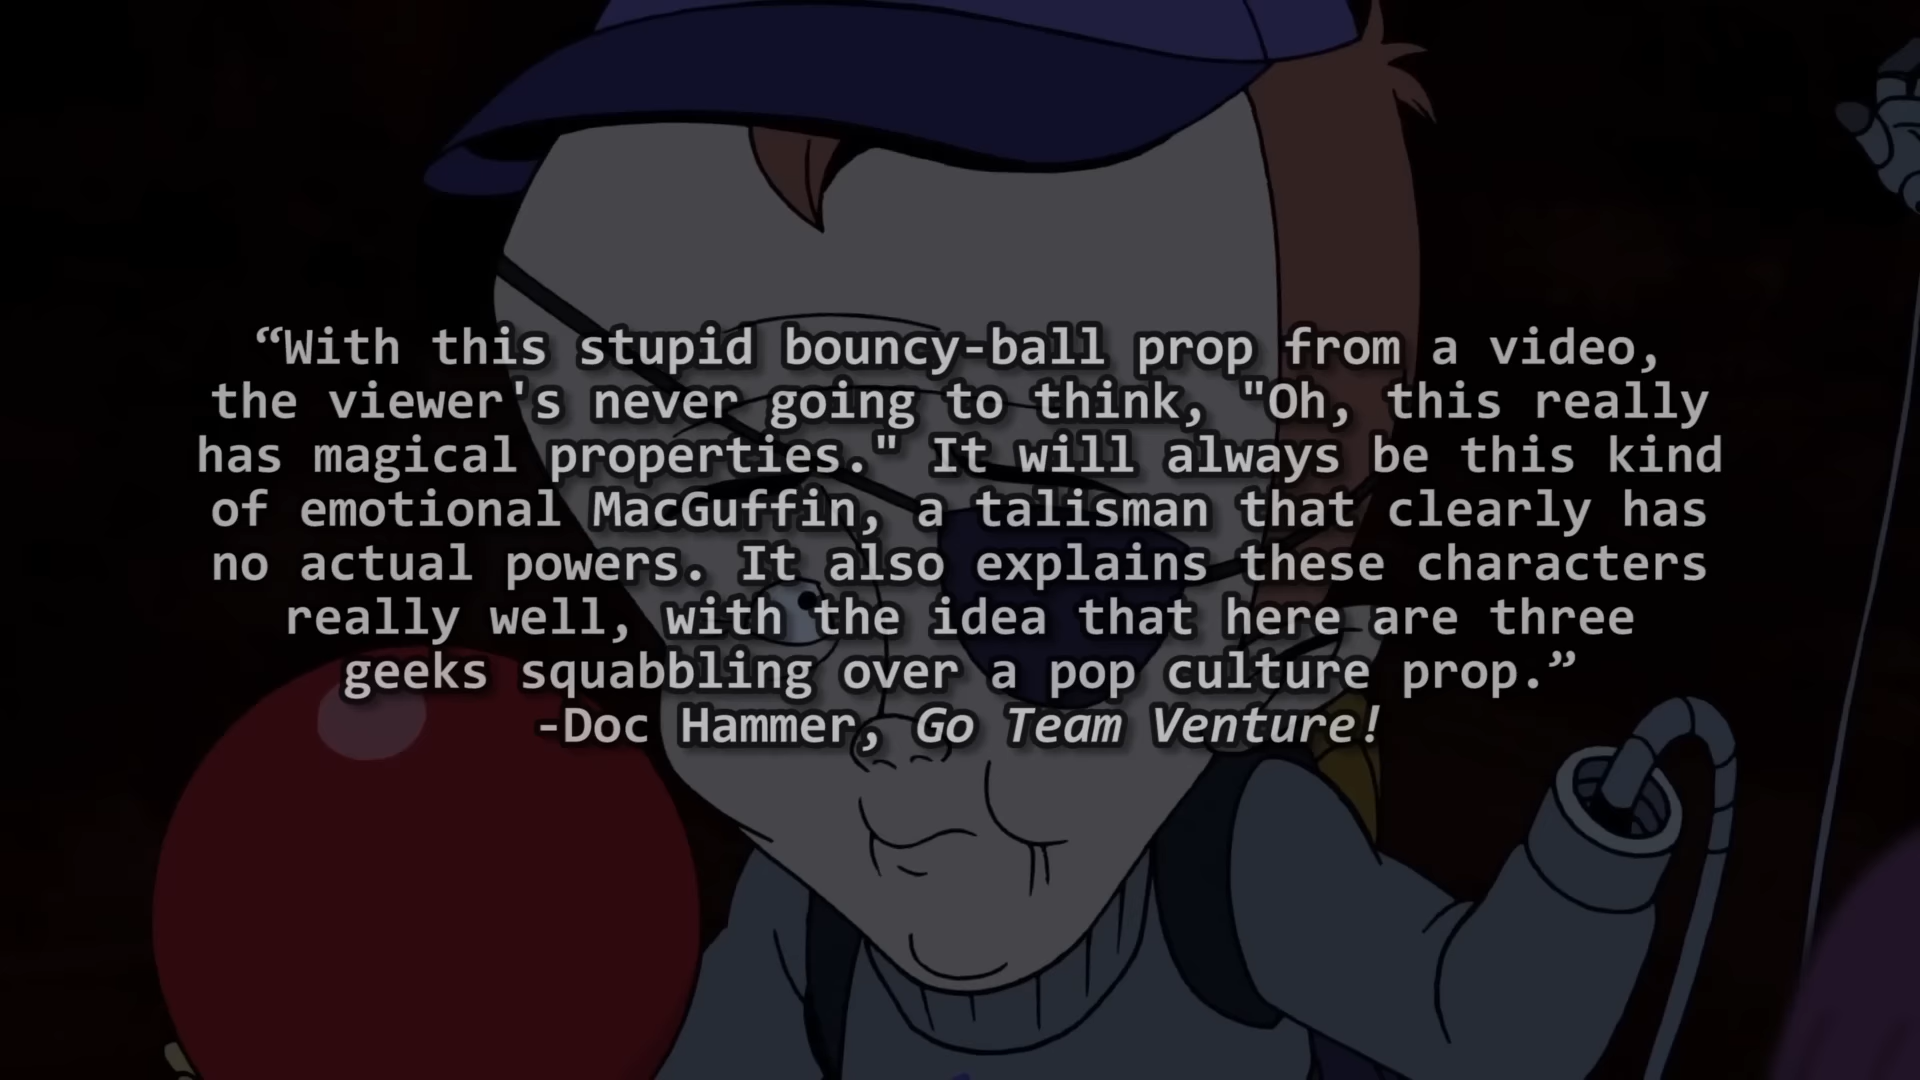 “With this stupid bouncy-ball prop from a video,
the viewer's never going to think, "Oh, this really
has magical properties." It will always be this kind
of emotional MacGuffin, a talisman that clearly has
no actual powers. It also explains these characters
really well, with the idea that here are three
geeks squabbling over a pop culture prop.”
-Doc Hammer, Go Team Venture!